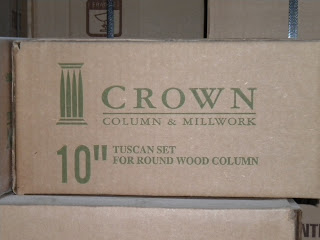 CROWN
COLUMN & MILLWORK
10"
TUSCAN SET
FOR ROUND WOOD COLUMN